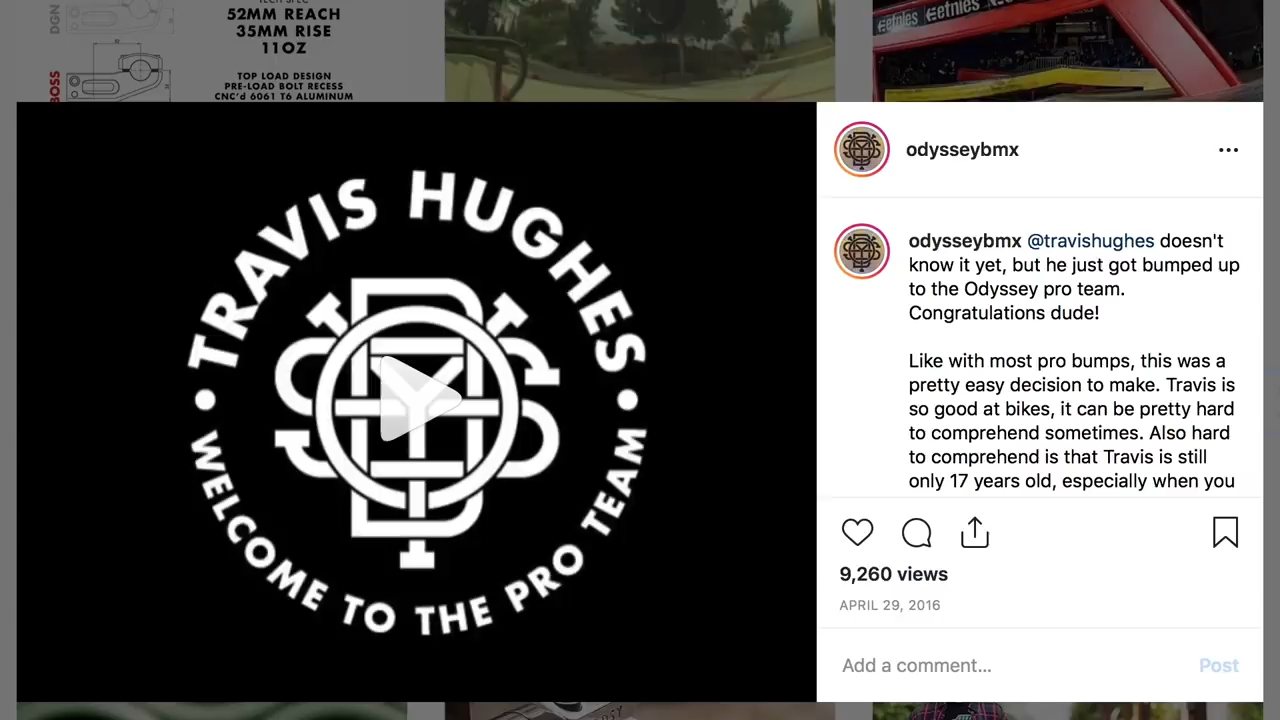 TECH SPEC
52MM REACH
35MM RISE
11OZ
TOP LOAD DESIGN
PRE-LOAD BOLT RECESS
CNC'd 6061 T6 ALUMINUM
DGN
BOSS
etnies etnies
TRAVIS HUGHES
WELCOME TO THE PRO TEAM
odysseybmx
odysseybmx @travishughes doesn't
know it yet, but he just got bumped up
to the Odyssey pro team.
Congratulations dude!
Like with most pro bumps, this was a
pretty easy decision to make. Travis is
so good at bikes, it can be pretty hard
to comprehend sometimes. Also hard
to comprehend is that Travis is still
only 17 years old, especially when you
9,260 views
APRIL 29, 2016
Add a comment...
Post